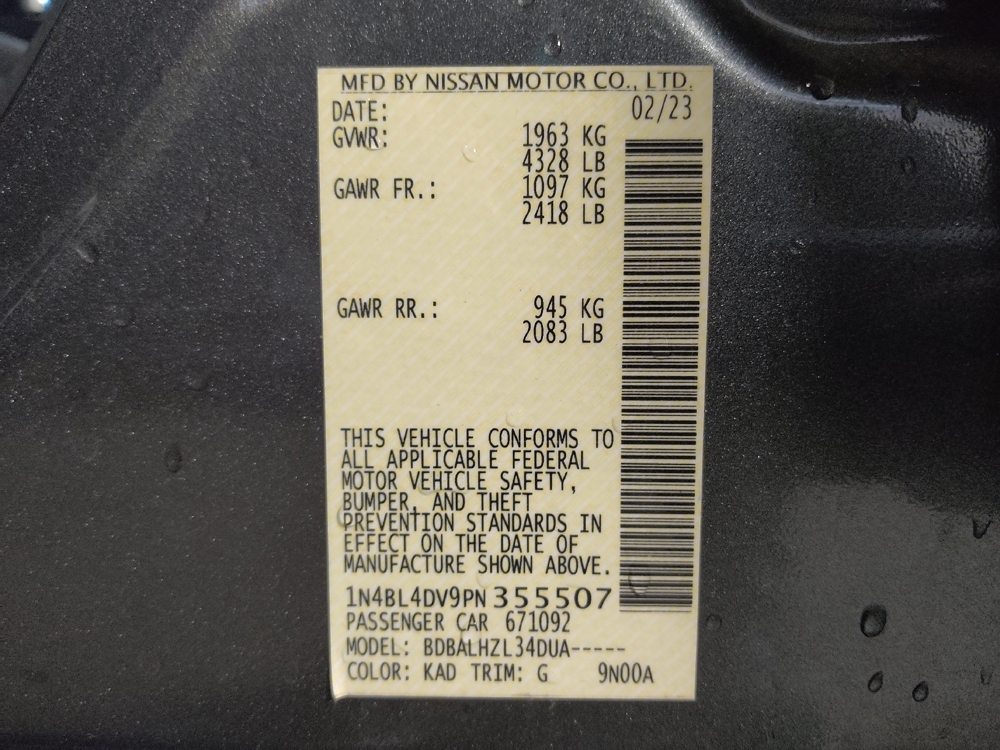 MFD BY NISSAN MOTOR CO., LTD.
DATE: 02/23
GVWR: 1963 KG
4328 LB
GAWR FR.: 1097 KG
2418 LB
GAWR RR.: 945 KG
2083 LB
THIS VEHICLE CONFORMS TO
ALL APPLICABLE FEDERAL
MOTOR VEHICLE SAFETY,
BUMPER, AND THEFT
PREVENTION STANDARDS IN
EFFECT ON THE DATE OF
MANUFACTURE SHOWN ABOVE.
1N4BL4DV9PN355507
PASSENGER CAR 671092
MODEL: BDBALHZL34DUA-----
COLOR: KAD TRIM: G 9N00A